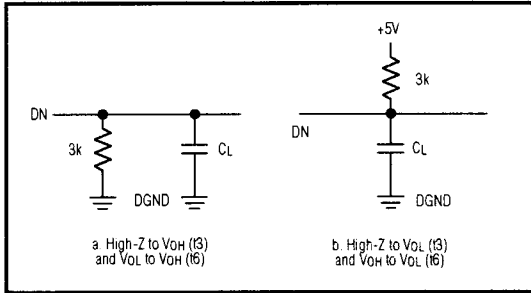 +5V
3k
DN
3k
CL
DGND
DN
CL
DGND
a. High-Z to VOH (t3)
and VOL to VOH (t6)
b. High-Z to VOL (t3)
and VOH to VOL (t6)